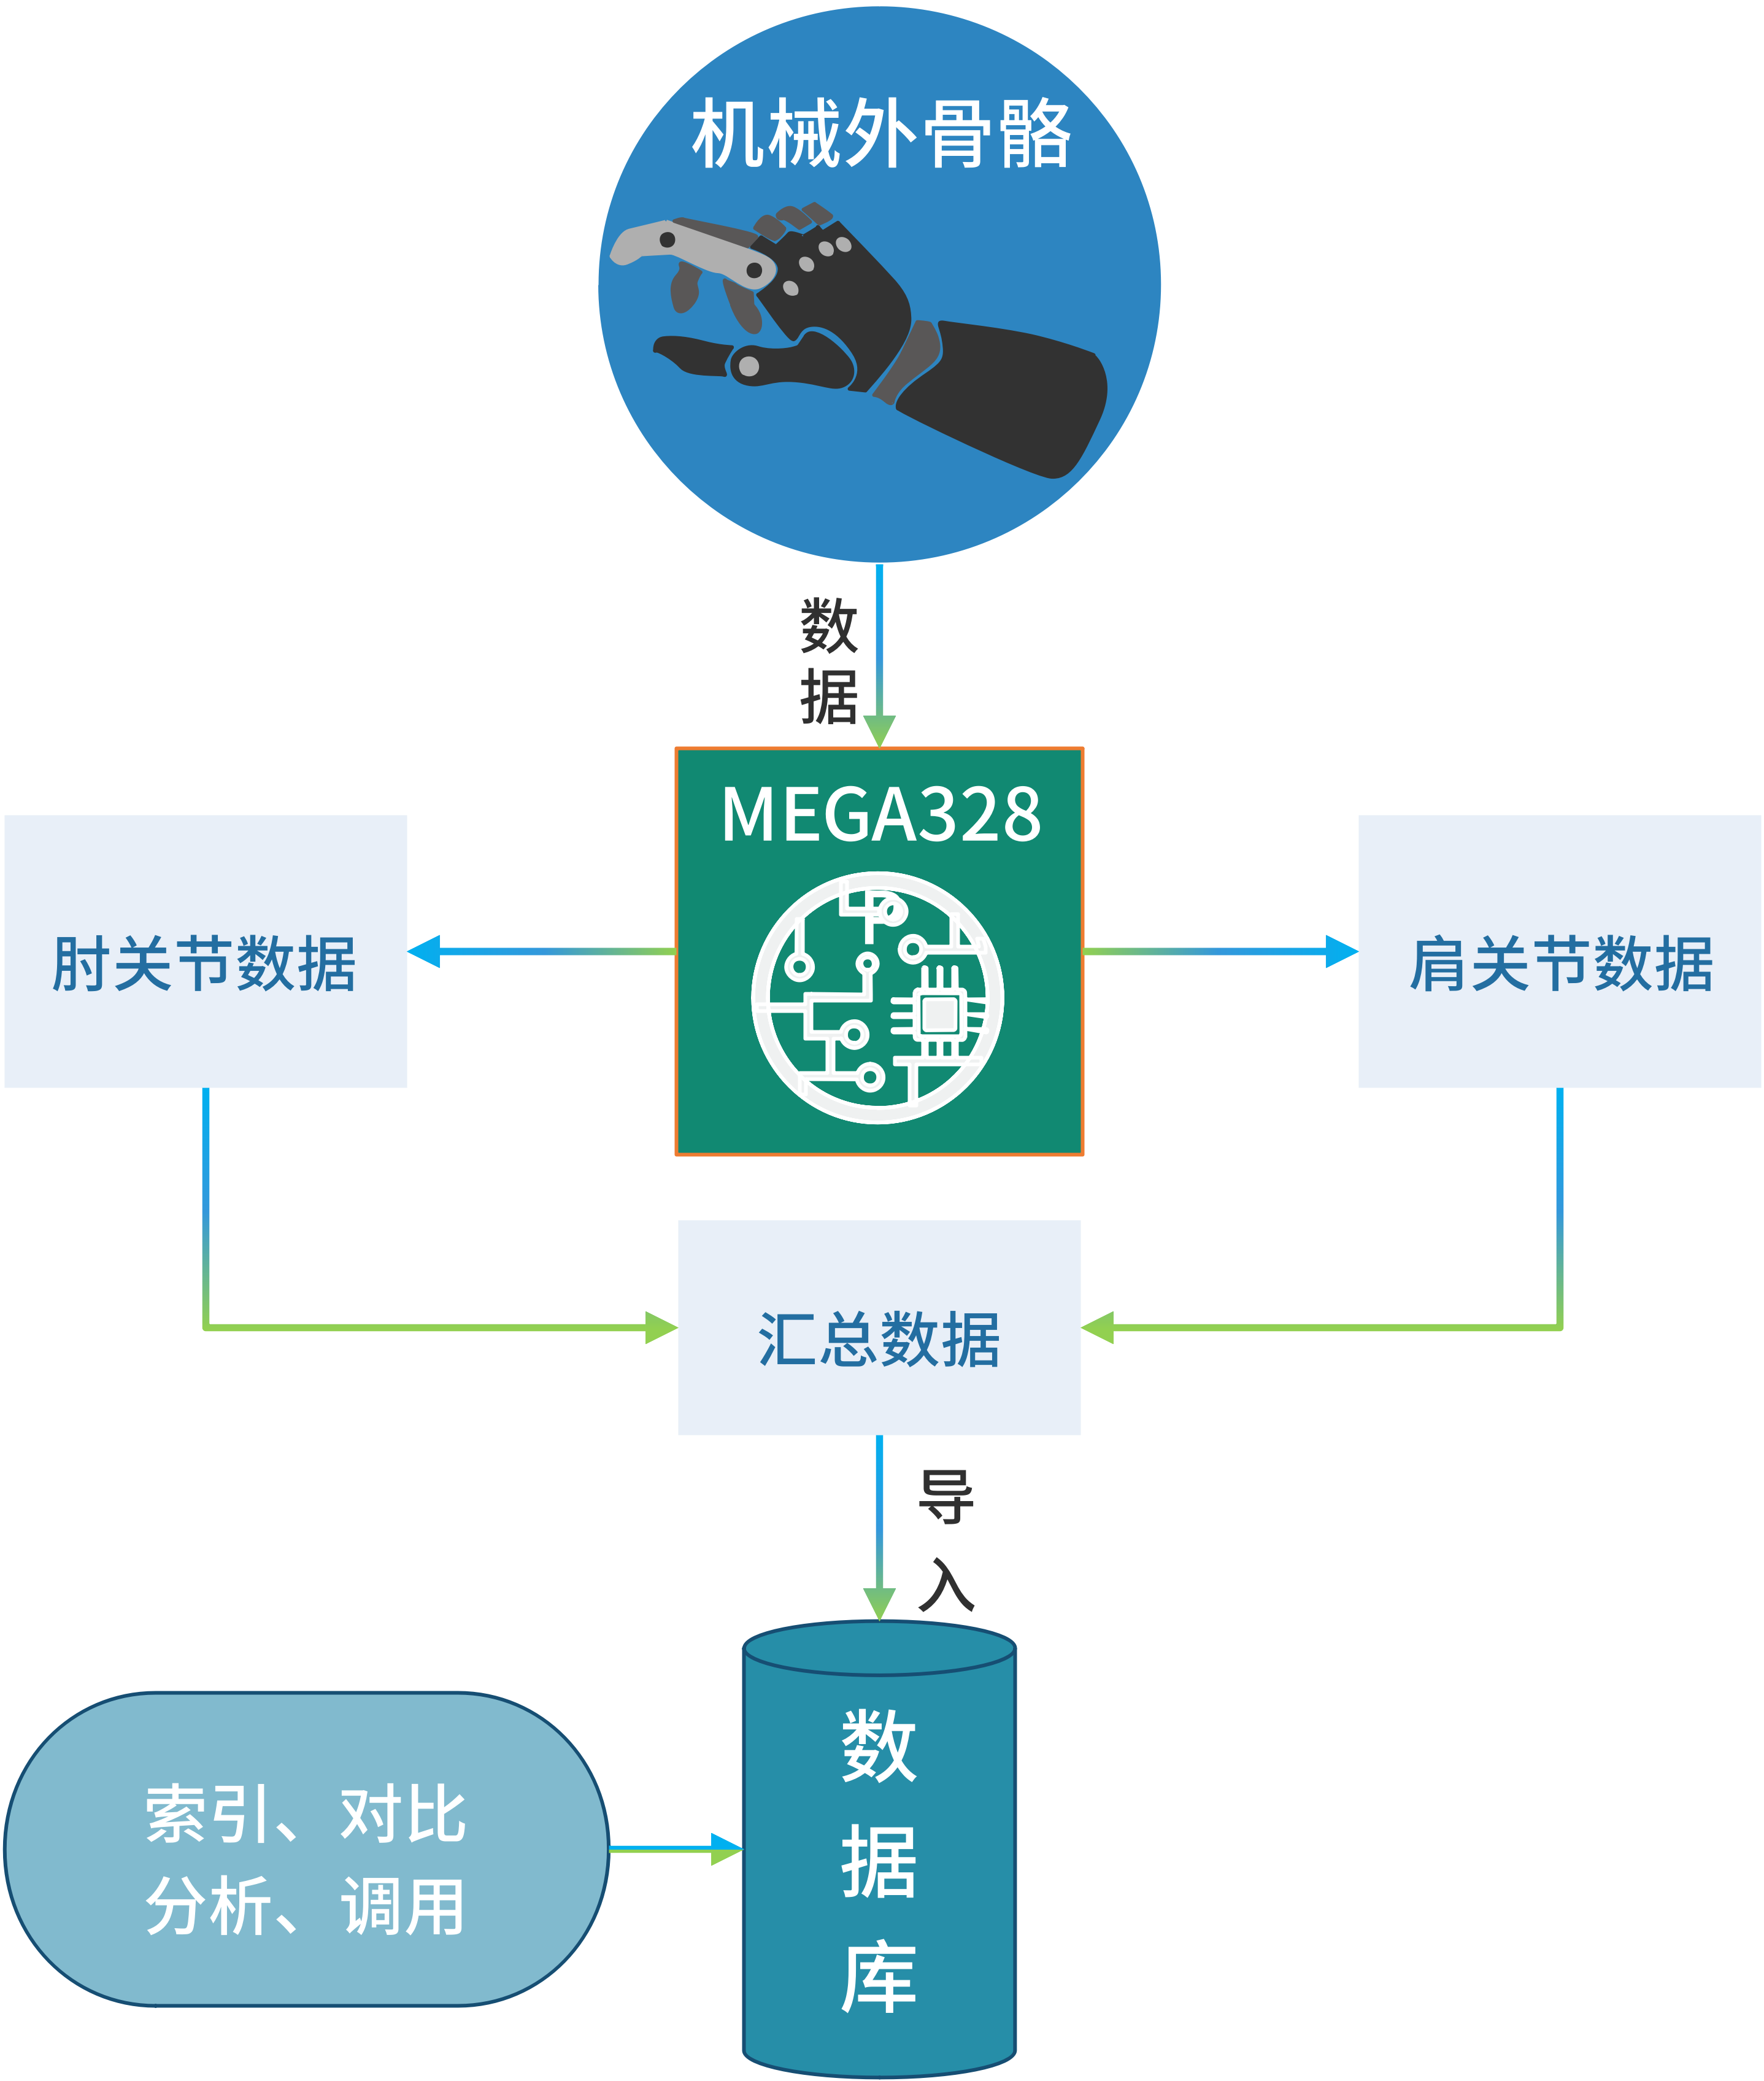 机械外骨骼
数
据
MEGA328
肘关节数据
肩关节数据
汇总数据
导
入
数
据
库
索引、对比
分析、调用